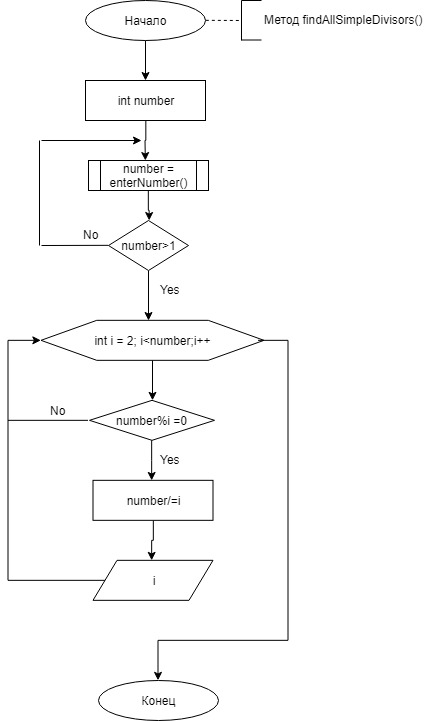 Начало
Метод findAllSimpleDivisors()
int number
number =
enterNumber()
No
number>1
Yes
int i = 2; i<number;i++
No
number%i =0
Yes
number/=i
i
Конец